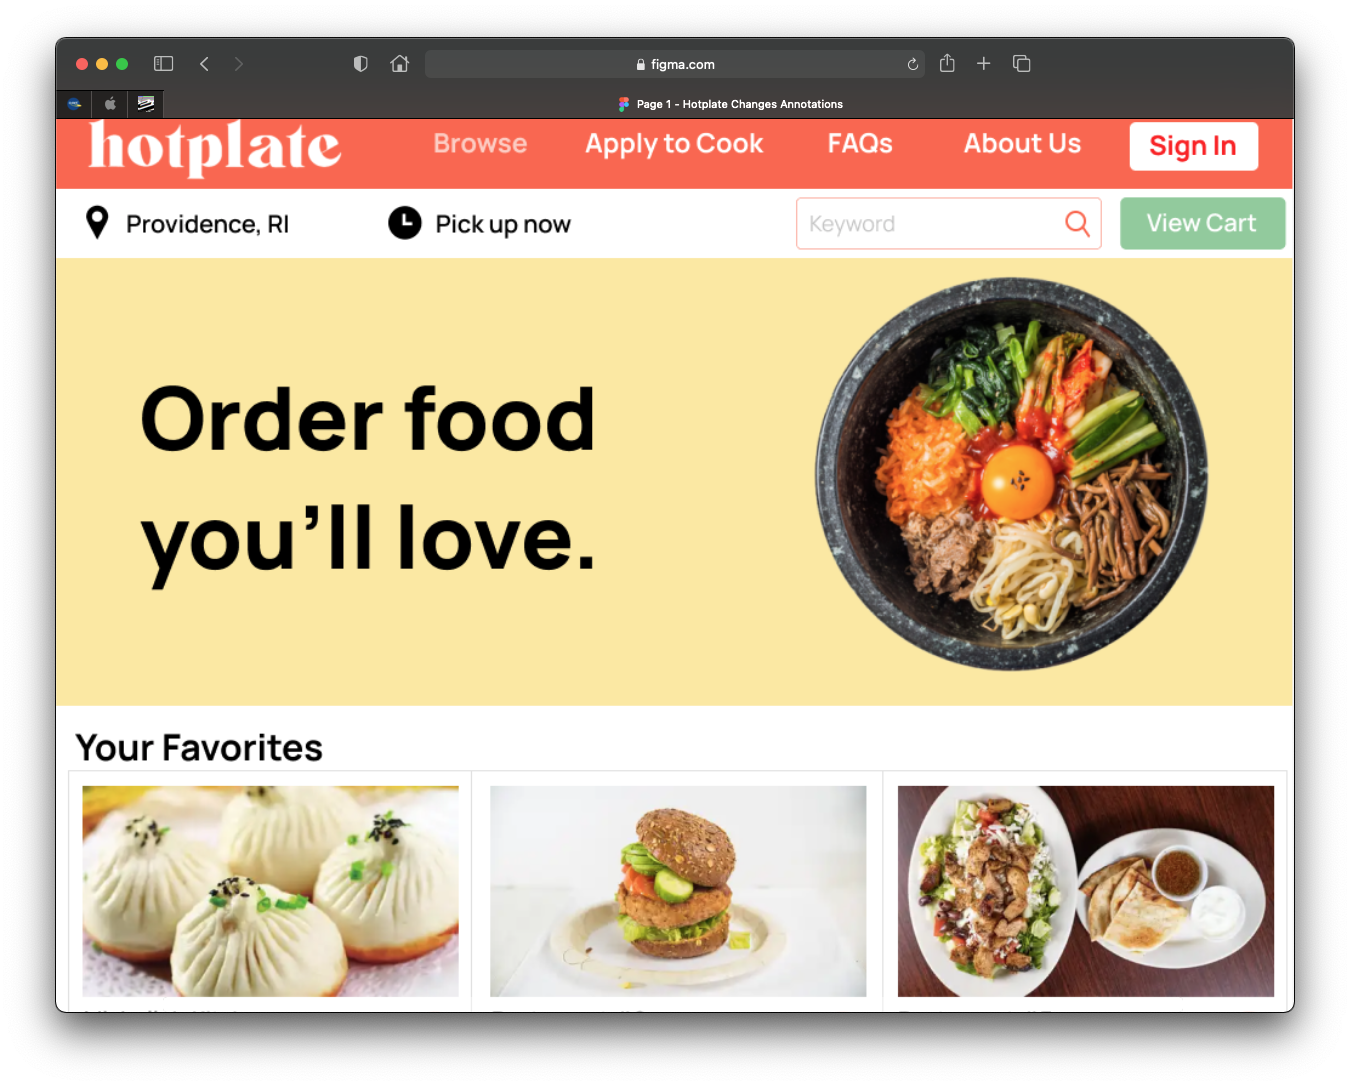 figma.com
Page 1 - Hotplate Changes Annotations
hotplate
Browse
Apply to Cook
FAQs
About Us
Sign In
Providence, RI
Pick up now
Keyword
View Cart
Order food
you’ll love.
Your Favorites